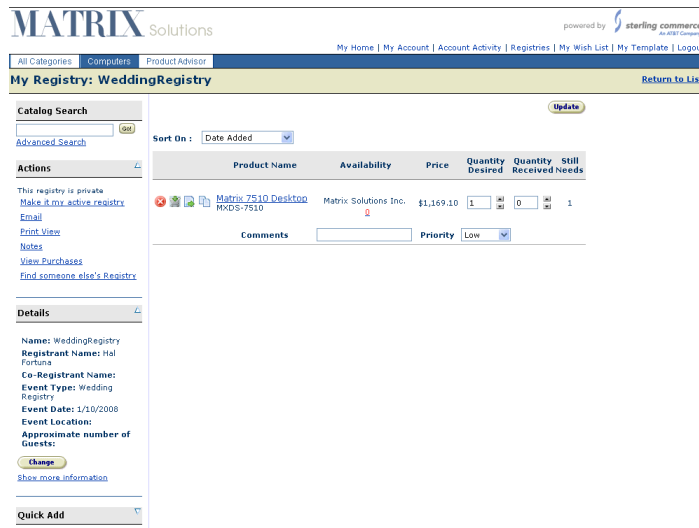 MATRIX Solutions
powered by sterling commerce
An AT&T Company
My Home | My Account | Account Activity | Registries | My Wish List | My Template | Logou
All Categories Computers Product Advisor
My Registry: WeddingRegistry Return to Lis
Catalog Search
Go!
Advanced Search
Update
Sort On : Date Added
Actions
Product Name Availability Price Quantity Desired Quantity Received Still Needs
This registry is private
Make it my active registry
Matrix 7510 Desktop Matrix Solutions Inc. $1,169.10 1 0 1
MXDS-7510 0
Email
Print View
Comments Priority Low
Notes
View Purchases
Find someone else's Registry
Details
Name: WeddingRegistry
Registrant Name: Hal
Fortuna
Co-Registrant Name:
Event Type: Wedding
Registry
Event Date: 1/10/2008
Event Location:
Approximate number of
Guests:
Change
Show more information
Quick Add